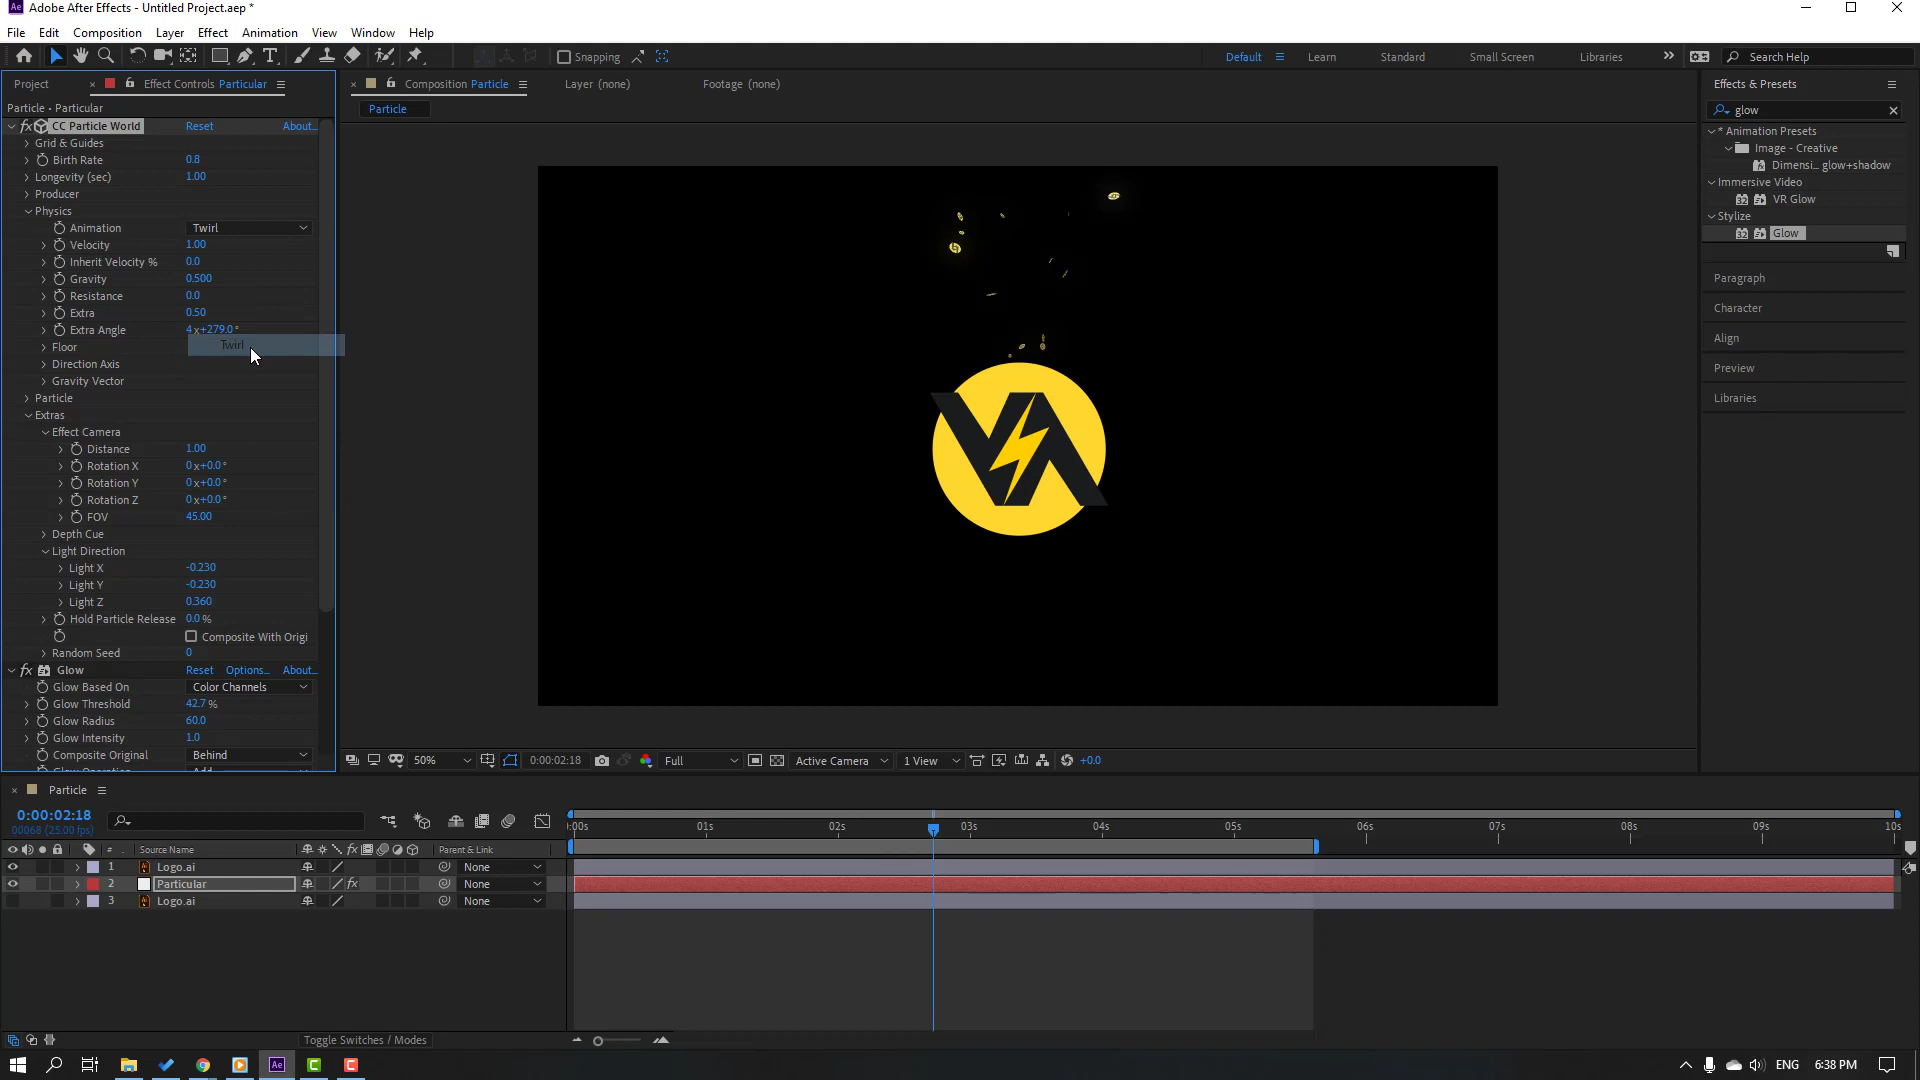 Adobe After Effects - Untitled Project.aep *
File Edit Composition Layer Effect Animation View Window Help
Snapping Default Learn Standard Small Screen Libraries Search Help
Project Effect Controls Particular Composition Particle Layer (none) Footage (none) Effects & Presets
Particle • Particular
Particle
glow
CC Particle World Reset About...
Grid & Guides
Birth Rate 0.8
Longevity (sec) 1.00
Producer
Physics
Animation Twirl
Velocity 1.00
Inherit Velocity % 0.0
Gravity 0.500
Resistance 0.0
Extra 0.50
Extra Angle 4 x+279.0°
Floor
Twirl
Direction Axis
Gravity Vector
Particle
Extras
Effect Camera
Distance 1.00
Rotation X 0 x+0.0°
Rotation Y 0 x+0.0°
Rotation Z 0 x+0.0°
FOV 45.00
Depth Cue
Light Direction
Light X -0.230
Light Y -0.230
Light Z 0.360
Hold Particle Release 0.0 %
Composite With Origi
Random Seed 0
Glow Reset Options... About...
Glow Based On Color Channels
Glow Threshold 42.7 %
Glow Radius 60.0
Glow Intensity 1.0
Composite Original Behind
VA
* Animation Presets
Image - Creative
Dimensi... glow+shadow
Immersive Video
VR Glow
Stylize
Glow
Paragraph
Character
Align
Preview
Libraries
50% 0:00:02:18 Full Active Camera 1 View +0.0
Particle
0:00:02:18
00068 (25.00 fps)
:00s 01s 02s 03s 04s 05s 06s 07s 08s 09s 10s
# Source Name Parent & Link
1 Logo.ai None
2 Particular None
3 Logo.ai None
Toggle Switches / Modes
ENG 6:38 PM